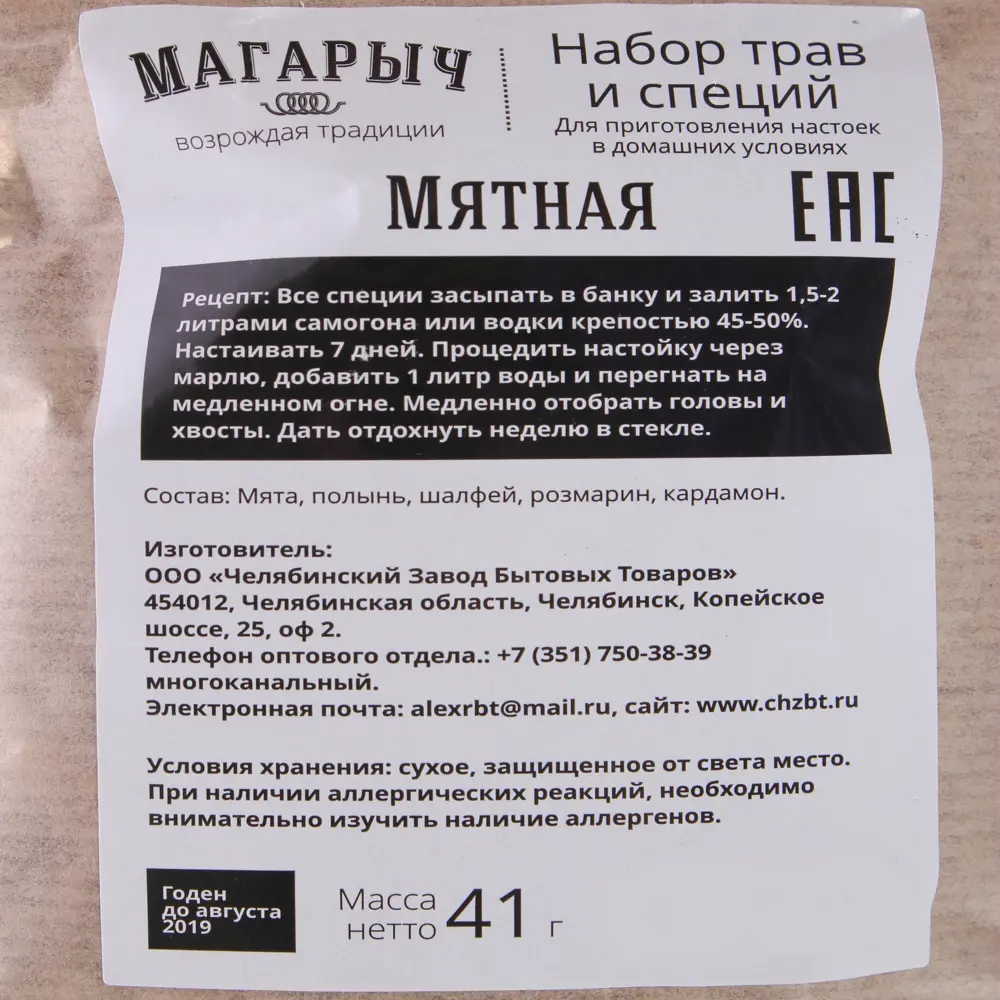 МАГАРЫЧ
возрождая традиции
Набор трав
и специй
Для приготовления настоек
в домашних условиях
Мятная
EAC
Рецепт: Все специи засыпать в банку и залить 1,5-2
литрами самогона или водки крепостью 45-50%.
Настаивать 7 дней. Процедить настойку через
марлю, добавить 1 литр воды и перегнать на
медленном огне. Медленно отобрать головы и
хвосты. Дать отдохнуть неделю в стекле.
Состав: Мята, полынь, шалфей, розмарин, кардамон.
Изготовитель:
ООО «Челябинский Завод Бытовых Товаров»
454012, Челябинская область, Челябинск, Копейское
шоссе, 25, оф 2.
Телефон оптового отдела.: +7 (351) 750-38-39
многоканальный.
Электронная почта: alexrbt@mail.ru, сайт: www.chzbt.ru
Условия хранения: сухое, защищенное от света место.
При наличии аллергических реакций, необходимо
внимательно изучить наличие аллергенов.
Годен
до августа
2019
Масса
нетто 41 г